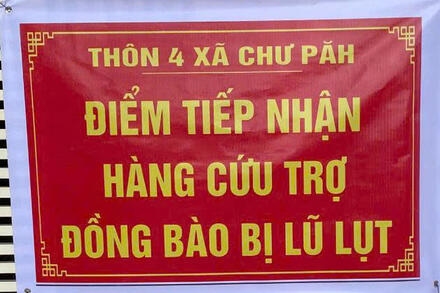 THÔN 4 XÃ CHƯ PĂH
ĐIỂM TIẾP NHẬN
HÀNG CỨU TRỢ
ĐỒNG BÀO BỊ LŨ LỤT